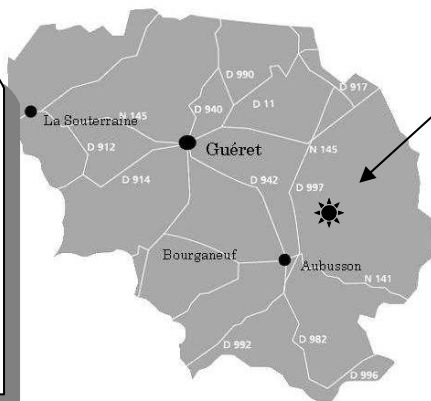 D 990
D 917
D 940
D 11
La Souterraine
N 145
D 912
Guéret
N 145
D 914
D 942
D 997
Bourganeuf
Aubusson
N 141
D 992
D 982
D 996